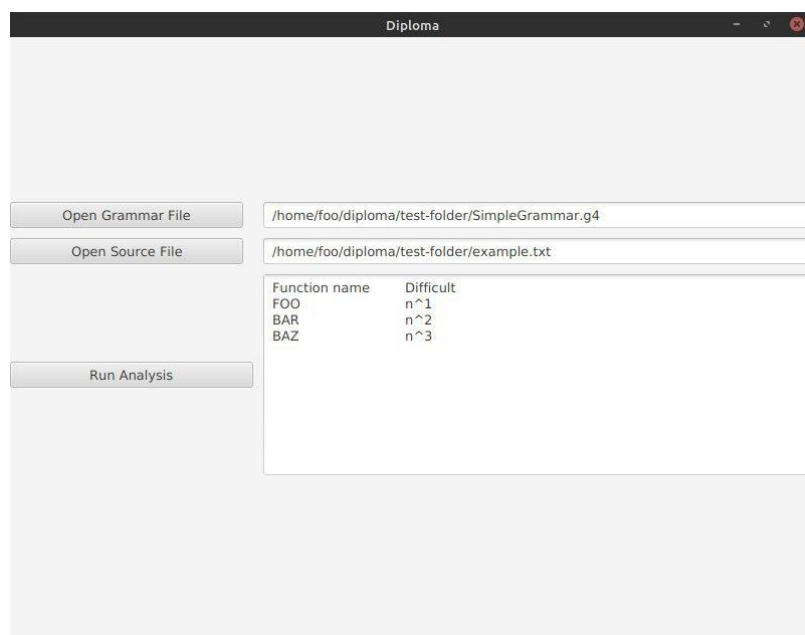 Diploma
Open Grammar File /home/foo/diploma/test-folder/SimpleGrammar.g4
Open Source File /home/foo/diploma/test-folder/example.txt
Function name Difficult
FOO n^1
BAR n^2
BAZ n^3
Run Analysis